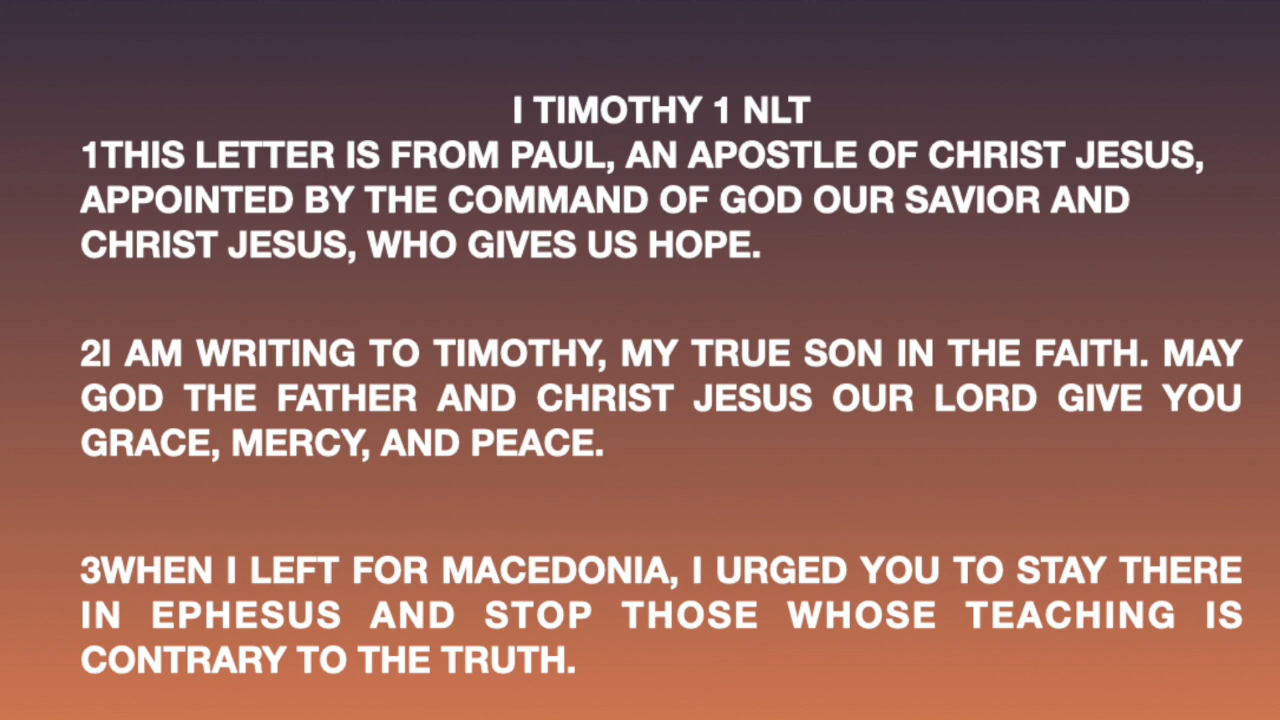 I TIMOTHY 1 NLT
1THIS LETTER IS FROM PAUL, AN APOSTLE OF CHRIST JESUS,
APPOINTED BY THE COMMAND OF GOD OUR SAVIOR AND
CHRIST JESUS, WHO GIVES US HOPE.
2I AM WRITING TO TIMOTHY, MY TRUE SON IN THE FAITH. MAY
GOD THE FATHER AND CHRIST JESUS OUR LORD GIVE YOU
GRACE, MERCY, AND PEACE.
3WHEN I LEFT FOR MACEDONIA, I URGED YOU TO STAY THERE
IN EPHESUS AND STOP THOSE WHOSE TEACHING IS
CONTRARY TO THE TRUTH.